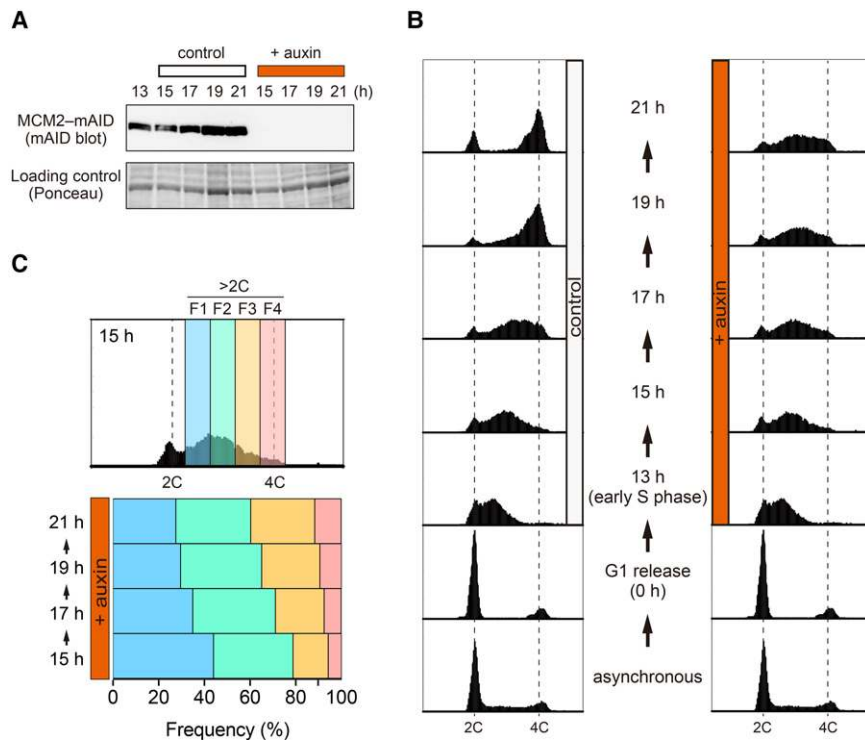 A
control + auxin
13 15 17 19 21 15 17 19 21 (h)
MCM2–mAID
(mAID blot)
Loading control
(Ponceau)
B
21 h
19 h
17 h
15 h
13 h
(early S phase)
G1 release
(0 h)
asynchronous
control
+ auxin
2C 4C
2C 4C
C
>2C
F1 F2 F3 F4
15 h
2C 4C
+ auxin
21 h
19 h
17 h
15 h
0 20 40 60 80 100
Frequency (%)